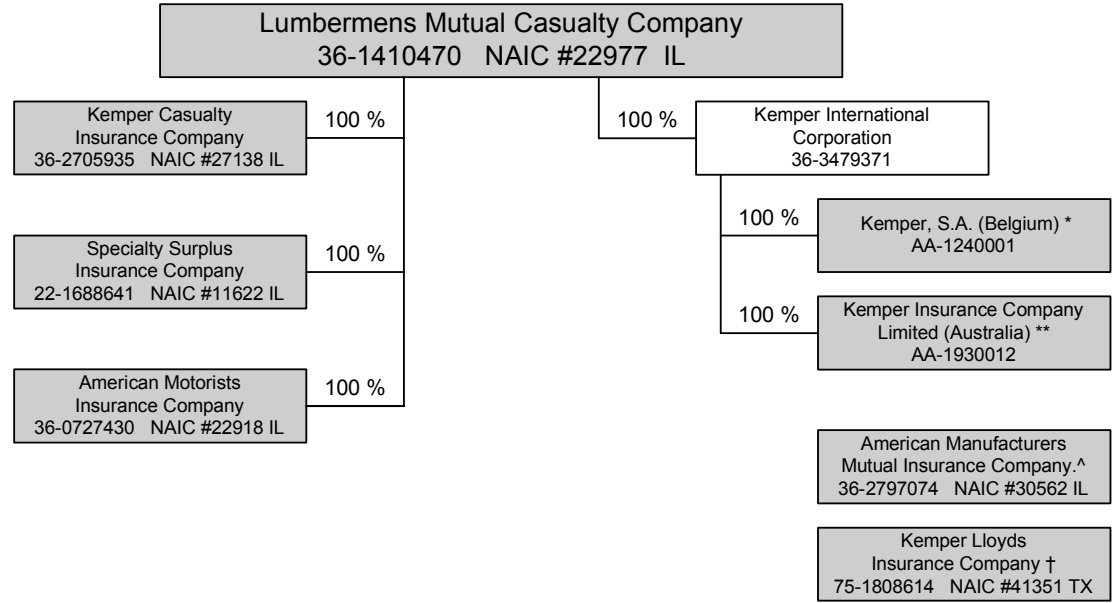 Lumbermens Mutual Casualty Company
36-1410470 NAIC #22977 IL
Kemper Casualty
Insurance Company
36-2705935 NAIC #27138 IL
100 %
Specialty Surplus
Insurance Company
22-1688641 NAIC #11622 IL
100 %
American Motorists
Insurance Company
36-0727430 NAIC #22918 IL
100 %
100 %
Kemper International
Corporation
36-3479371
100 %
Kemper, S.A. (Belgium) *
AA-1240001
100 %
Kemper Insurance Company
Limited (Australia) **
AA-1930012
American Manufacturers
Mutual Insurance Company.^
36-2797074 NAIC #30562 IL
Kemper Lloyds
Insurance Company †
75-1808614 NAIC #41351 TX